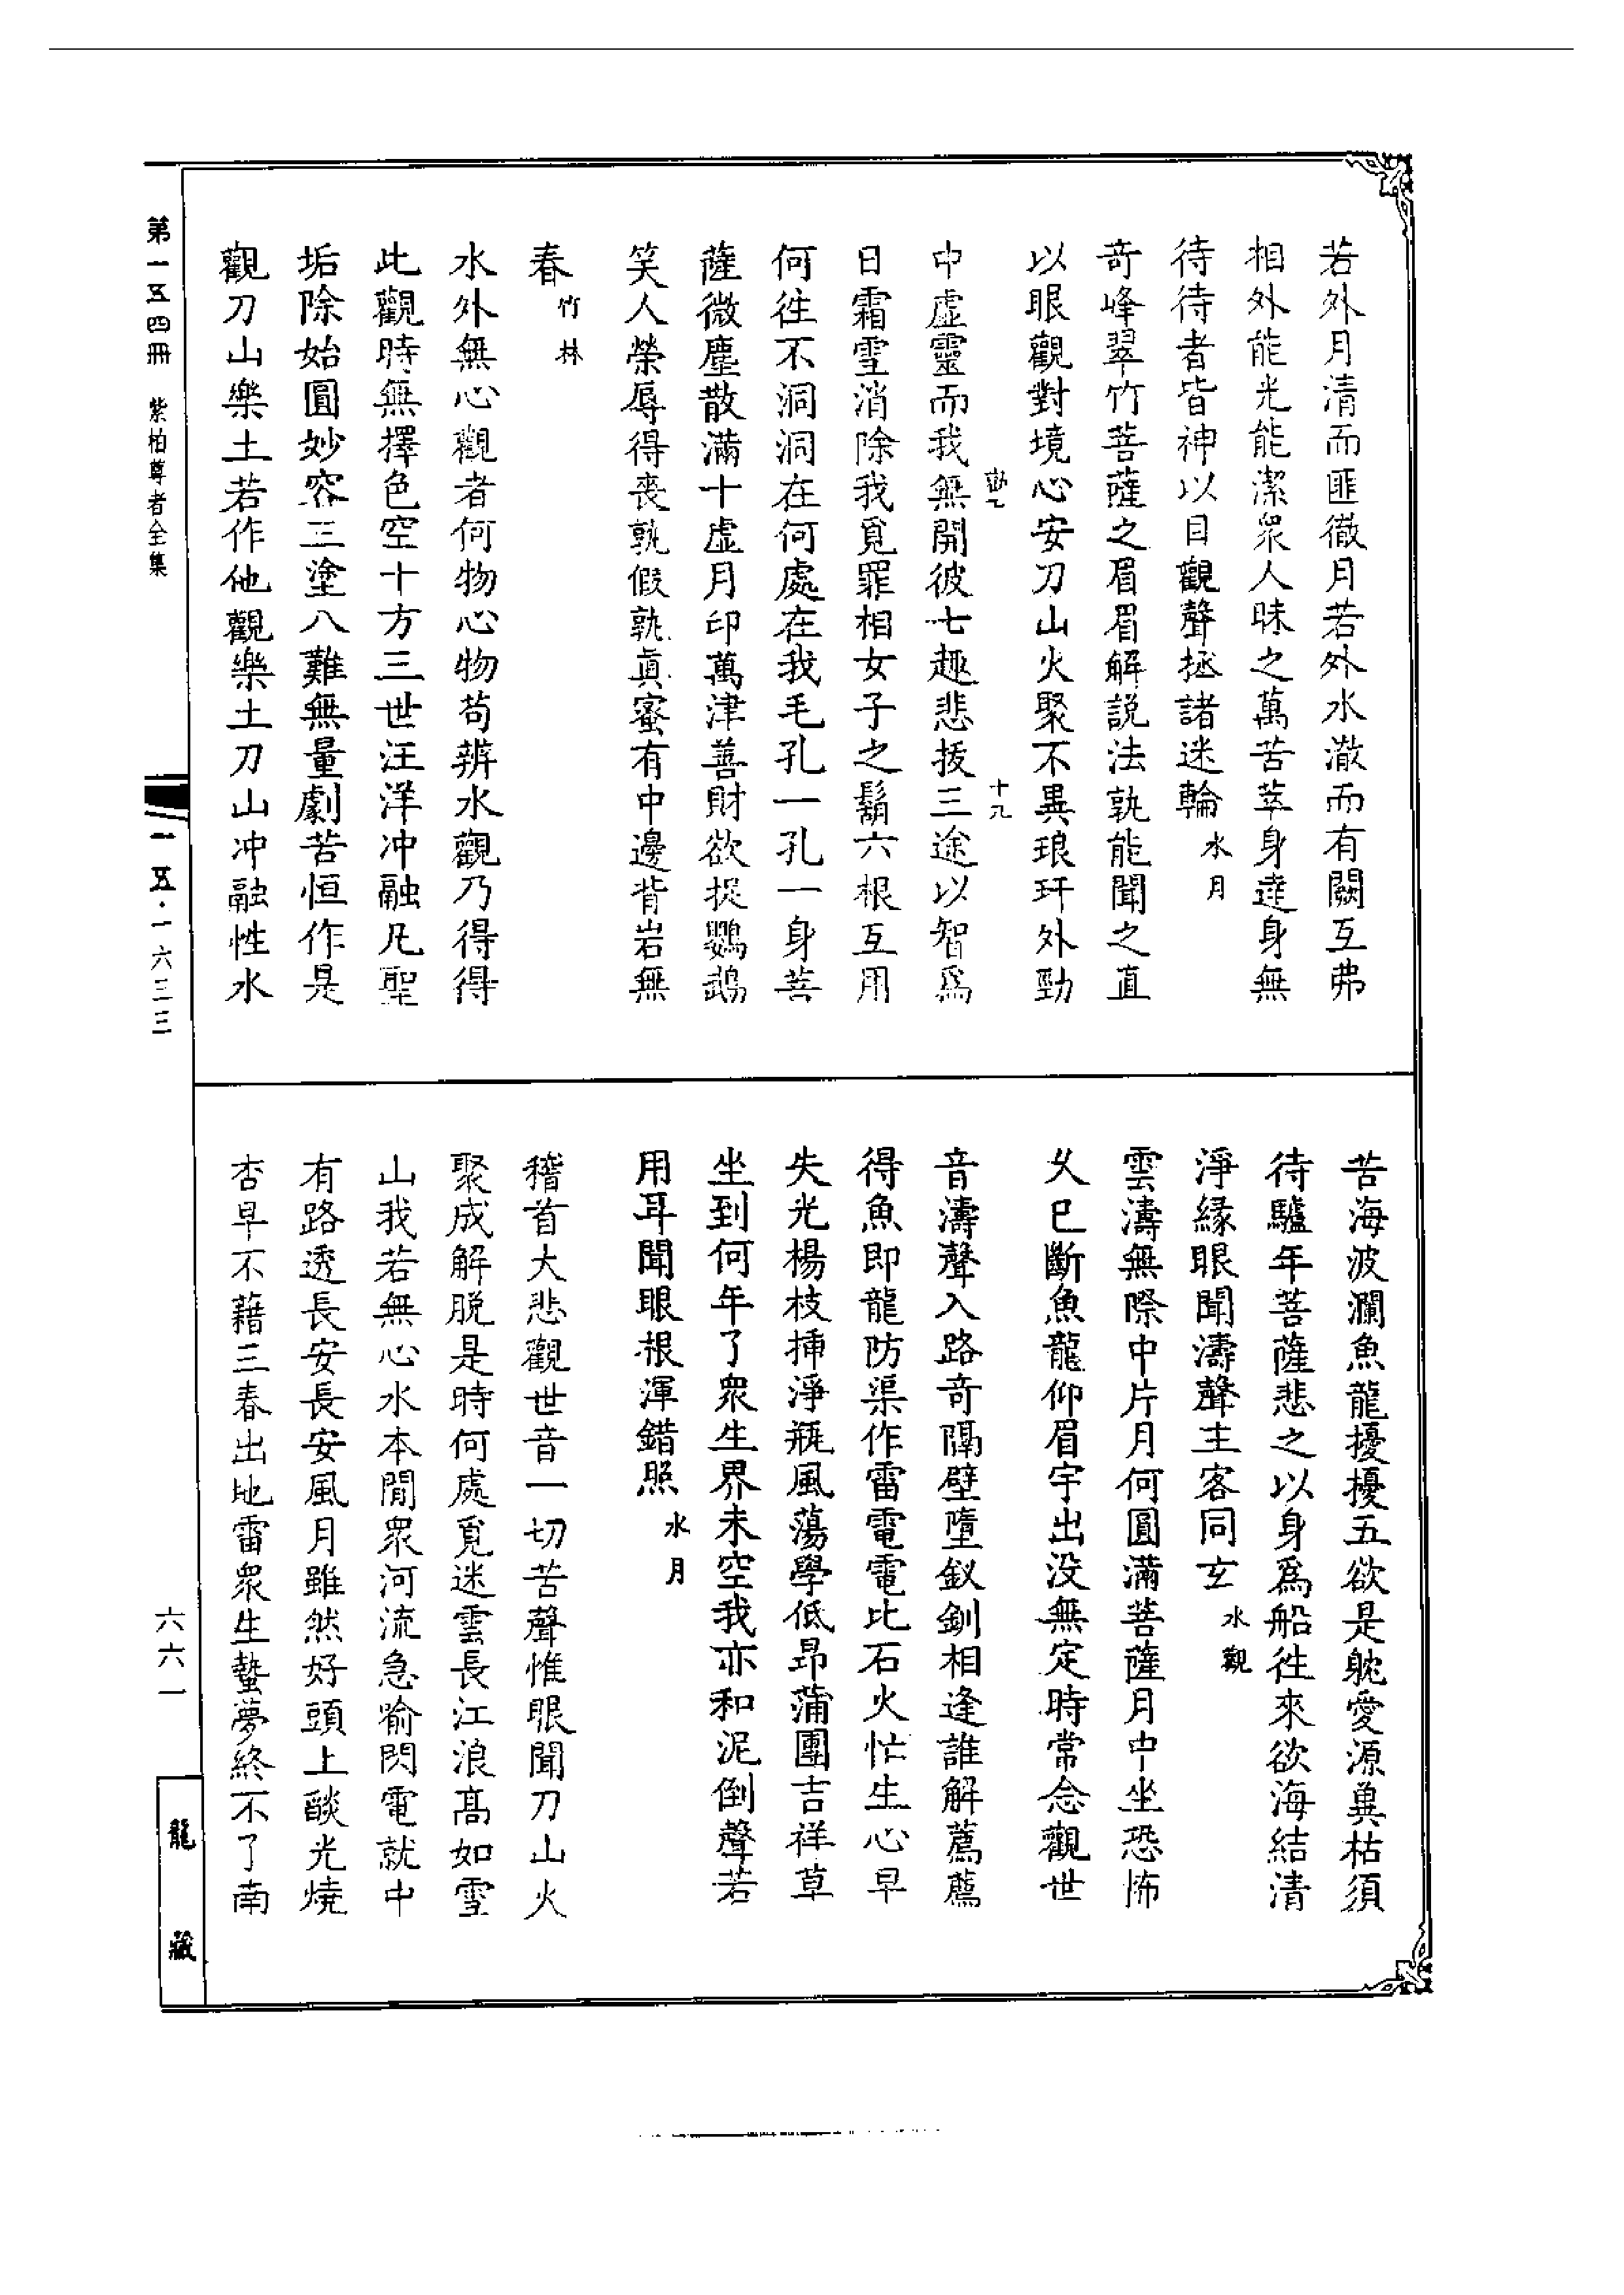 若外月清而匪徹月若外水澈而有闕互弗
相外能光能潔衆人昧之萬苦萃身達身無
待待待者皆神以目觀聲拯諸迷輪 水月
奇峰翠竹菩薩之眉眉解說法孰能聞之直
以眼觀對境心安刀山火聚不異琅玕外勁
中虛靈而我無開彼七趣悲拔三途以智爲
十九
日霜雪消除我覓罪相女子之鬍六根互用
何往不洞洞在何處在我毛孔一孔一身菩
薩微塵散滿十虛月印萬津善財欲捉鸚鵡
笑人榮辱得喪孰假孰眞蜜有中邊背岩無
春 竹林
水外無心觀者何物心物苟辨水觀乃得得
此觀時無擇色空十方三世汪洋冲融凡聖
垢除始圓妙容三塗八難無量劇苦恒作是
觀刀山樂土若作他觀樂土刀山冲融性水
苦海波瀾魚龍擾擾五欲是躭愛源異枯須
待驢年菩薩悲之以身爲船往來欲海結清
淨緣眼聞濤聲主客同玄 水觀
雲濤無際中片月何圓滿菩薩月中坐恐怖
久已斷魚龍仰眉宇出没無定時常念觀世
音濤聲入路奇隔壁墮釵釧相逢誰解薦薦
得魚即龍防渠作雷電電比石火忙生心早
失光楊枝揷淨瓶風蕩學低昂蒲團吉祥草
坐到何年了衆生界未空我亦和泥倒聲若
用耳聞眼根渾錯照 水月
稽首大悲觀世音一切苦聲惟眼聞刀山火
聚成解脫是時何處覓迷雲長江浪髙如雪
山我若無心水本閒衆河流急喻閃電就中
有路透長安長安風月雖然好頭上燄光燒
杏早不藉三春出地雷衆生蟄夢終不了南
第一五四冊 紫柏尊者全集
一五·一六三三
六六一
龍藏